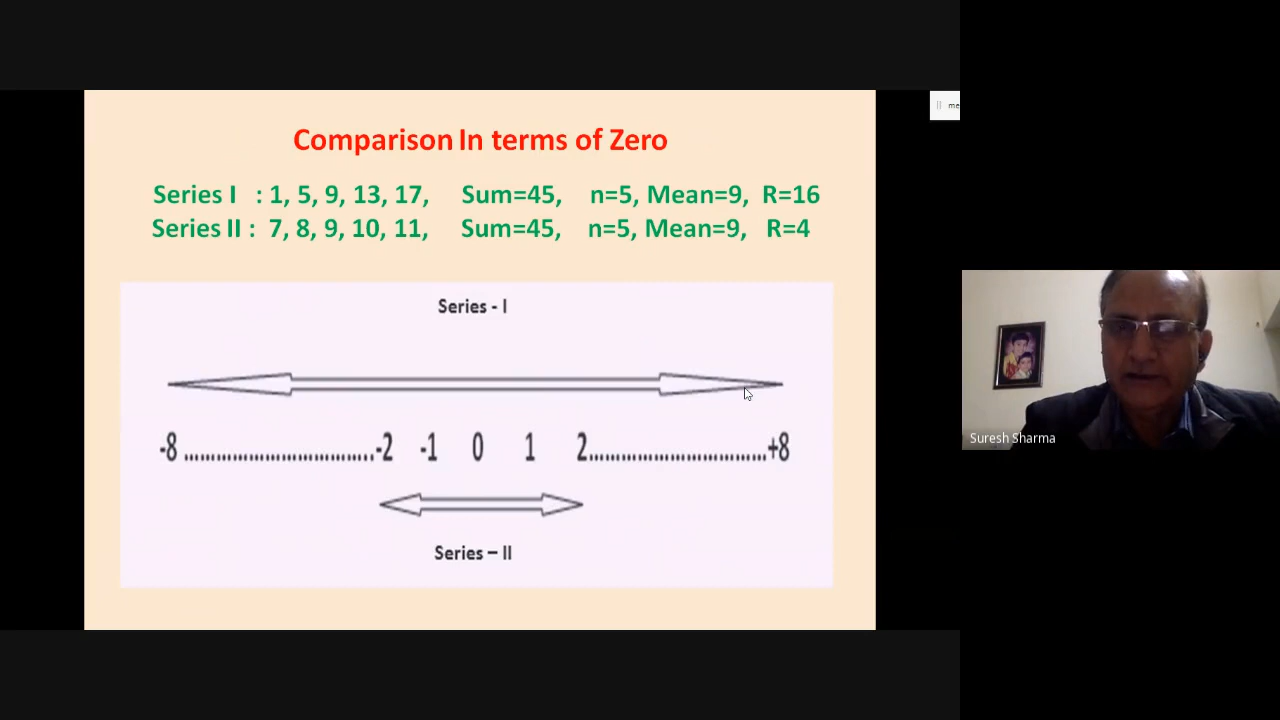 Comparison In terms of Zero
Series I : 1, 5, 9, 13, 17, Sum=45, n=5, Mean=9, R=16
Series II : 7, 8, 9, 10, 11, Sum=45, n=5, Mean=9, R=4
Series - I
-8 ......................................-2 -1 0 1 2.................................+8
Series – II
me
Suresh Sharma